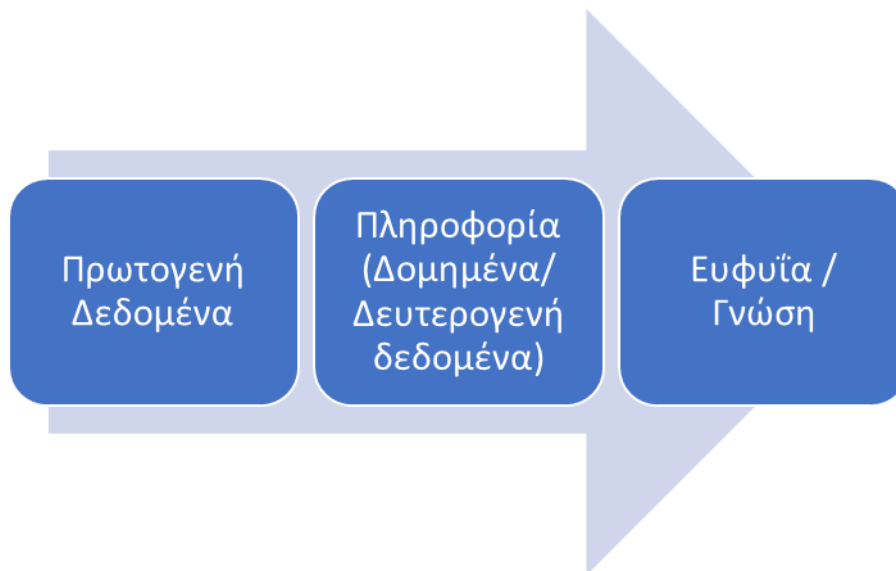 Πρωτογενή
Δεδομένα
Πληροφορία
(Δομημένα/
Δευτερογενή
δεδομένα)
Ευφυΐα /
Γνώση